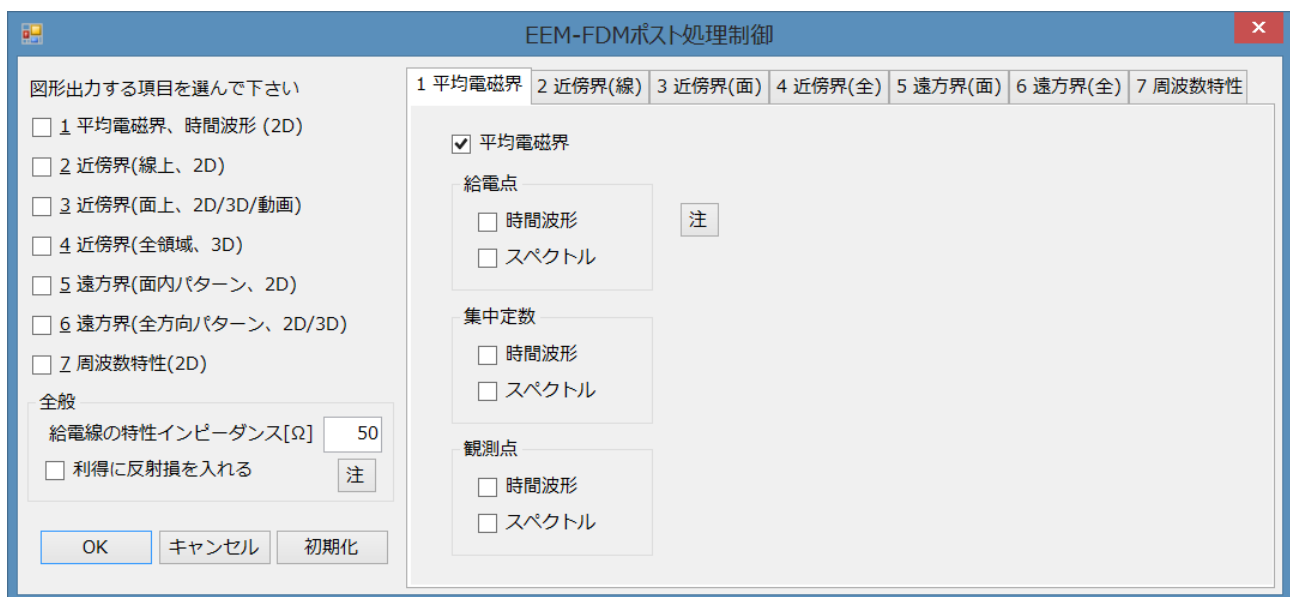 EEM-FDMポスト処理制御
図形出力する項目を選んで下さい
1 平均電磁界、時間波形 (2D)
2 近傍界(線上、2D)
3 近傍界(面上、2D/3D/動画)
4 近傍界(全領域、3D)
5 遠方界(面内パターン、2D)
6 遠方界(全方向パターン、2D/3D)
7 周波数特性(2D)
全般
給電線の特性インピーダンス[Ω] 50
利得に反射損を入れる 注
OK キャンセル 初期化
1 平均電磁界 2 近傍界(線) 3 近傍界(面) 4 近傍界(全) 5 遠方界(面) 6 遠方界(全) 7 周波数特性
平均電磁界
給電点
時間波形 注
スペクトル
集中定数
時間波形
スペクトル
観測点
時間波形
スペクトル